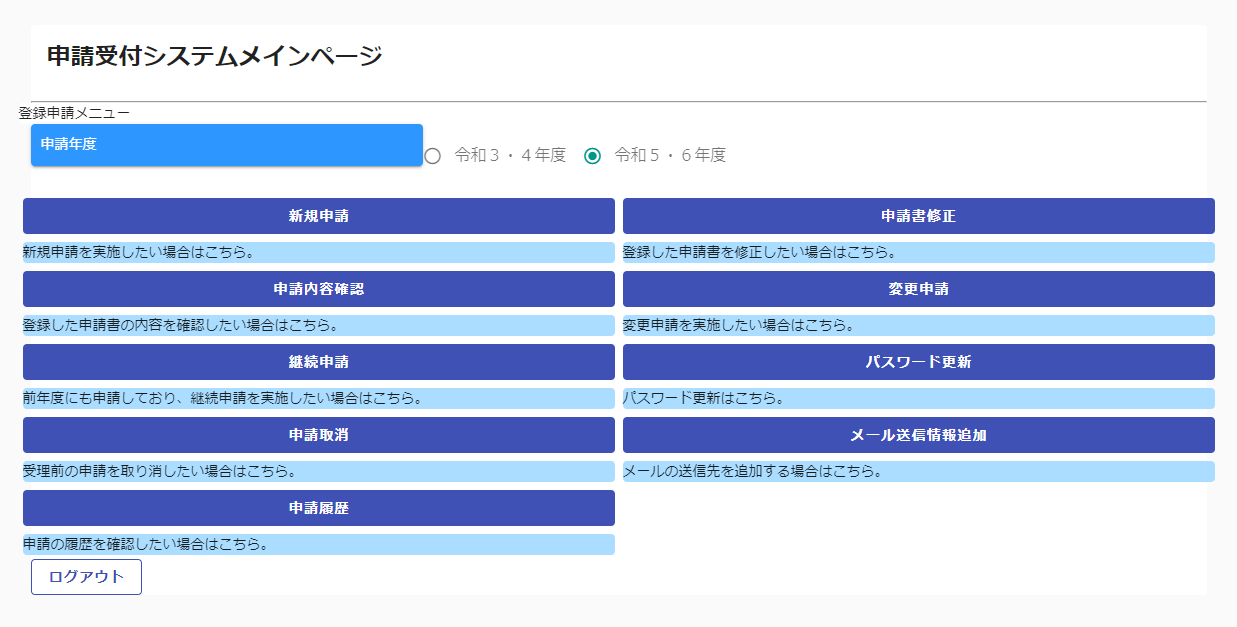 申請受付システムメインページ
登録申請メニュー
申請年度
令和３・４年度 令和５・６年度
新規申請 申請書修正
新規申請を実施したい場合はこちら。 登録した申請書を修正したい場合はこちら。
申請内容確認 変更申請
登録した申請書の内容を確認したい場合はこちら。 変更申請を実施したい場合はこちら。
継続申請 パスワード更新
前年度にも申請しており、継続申請を実施したい場合はこちら。 パスワード更新はこちら。
申請取消 メール送信情報追加
受理前の申請を取り消したい場合はこちら。 メールの送信先を追加する場合はこちら。
申請履歴
申請の履歴を確認したい場合はこちら。
ログアウト